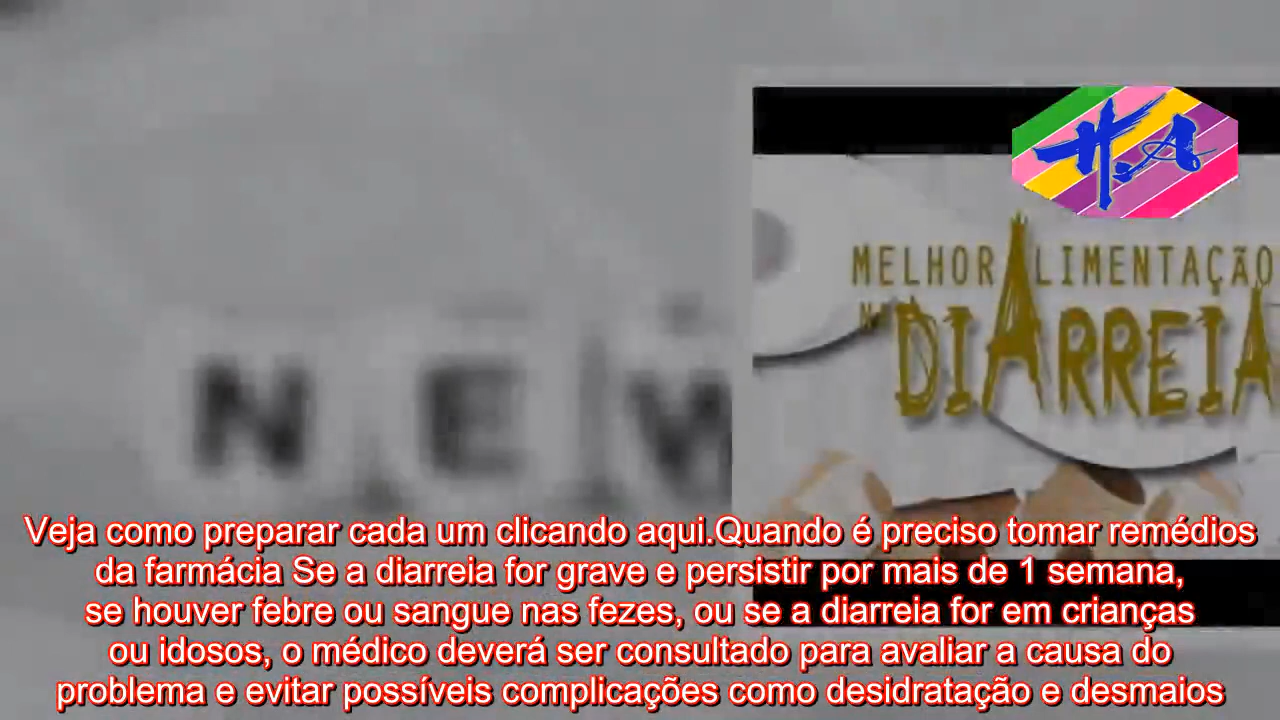 H.A
MELHOR ALIMENTAÇÃO
NA DIARREIA
NEW
Veja como preparar cada um clicando aqui.Quando é preciso tomar remédios
da farmácia Se a diarreia for grave e persistir por mais de 1 semana,
se houver febre ou sangue nas fezes, ou se a diarreia for em crianças
ou idosos, o médico deverá ser consultado para avaliar a causa do
problema e evitar possíveis complicações como desidratação e desmaios